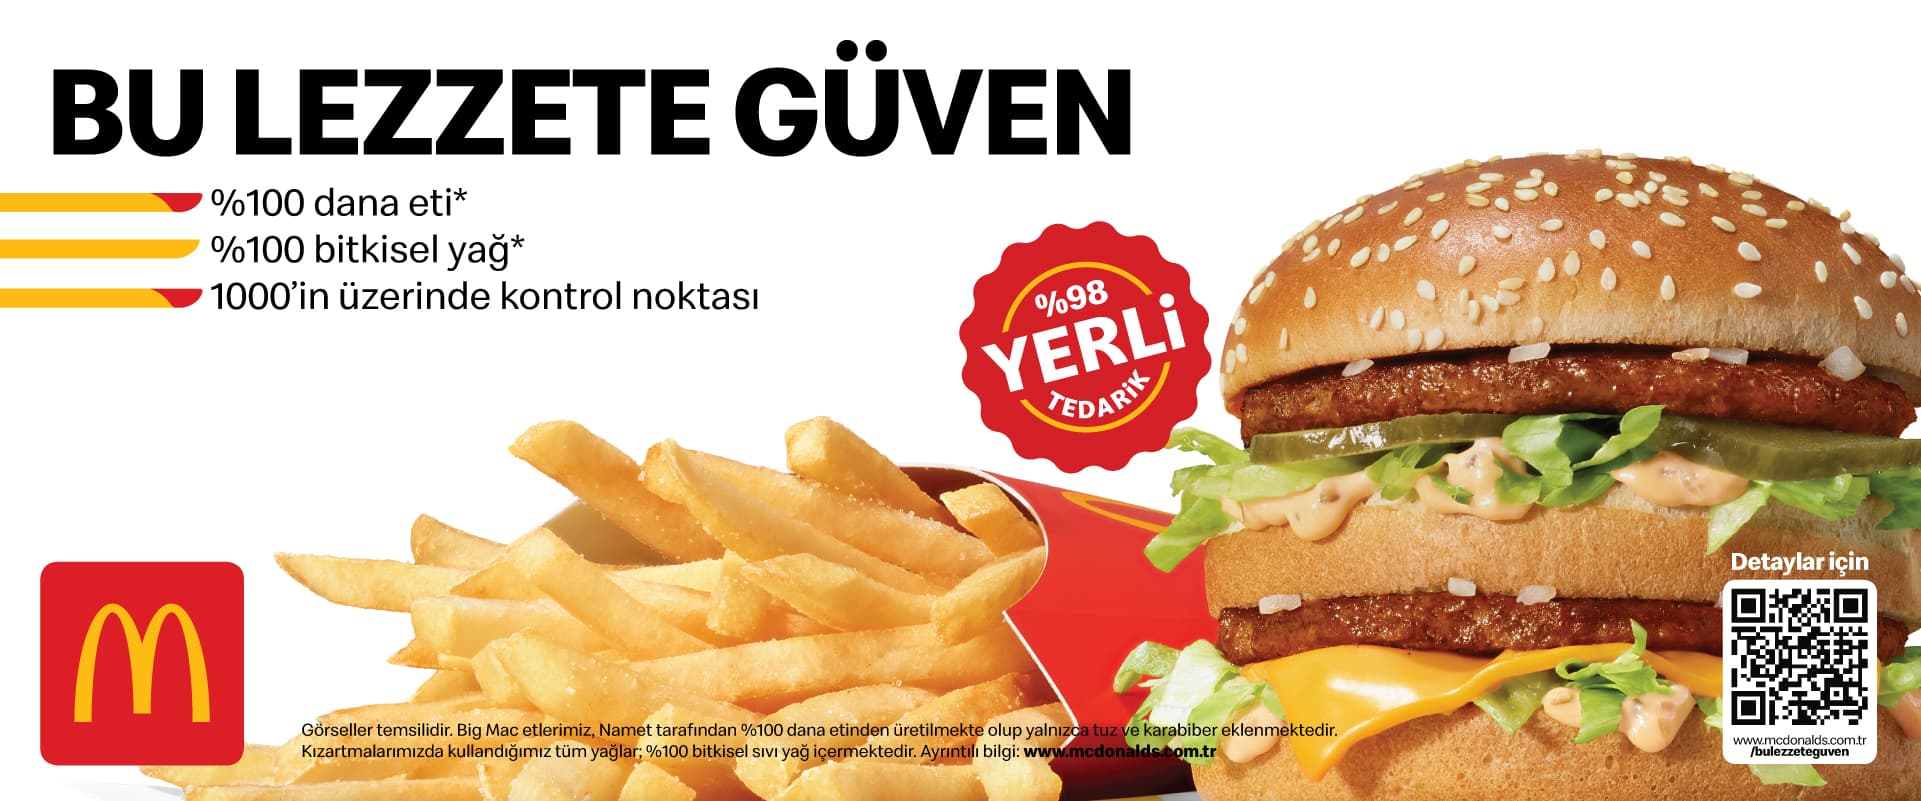 BU LEZZETE GÜVEN
%100 dana eti*
%100 bitkisel yağ*
1000’in üzerinde kontrol noktası
%98
YERLİ
TEDARİK
Detaylar için
www.mcdonalds.com.tr
/bulezzeteguven
Görseller temsilidir. Big Mac etlerimiz, Namet tarafından %100 dana etinden üretilmekte olup yalnızca tuz ve karabiber eklenmektedir.
Kızartmalarımızda kullandığımız tüm yağlar; %100 bitkisel sıvı yağ içermektedir. Ayrıntılı bilgi: www.mcdonalds.com.tr